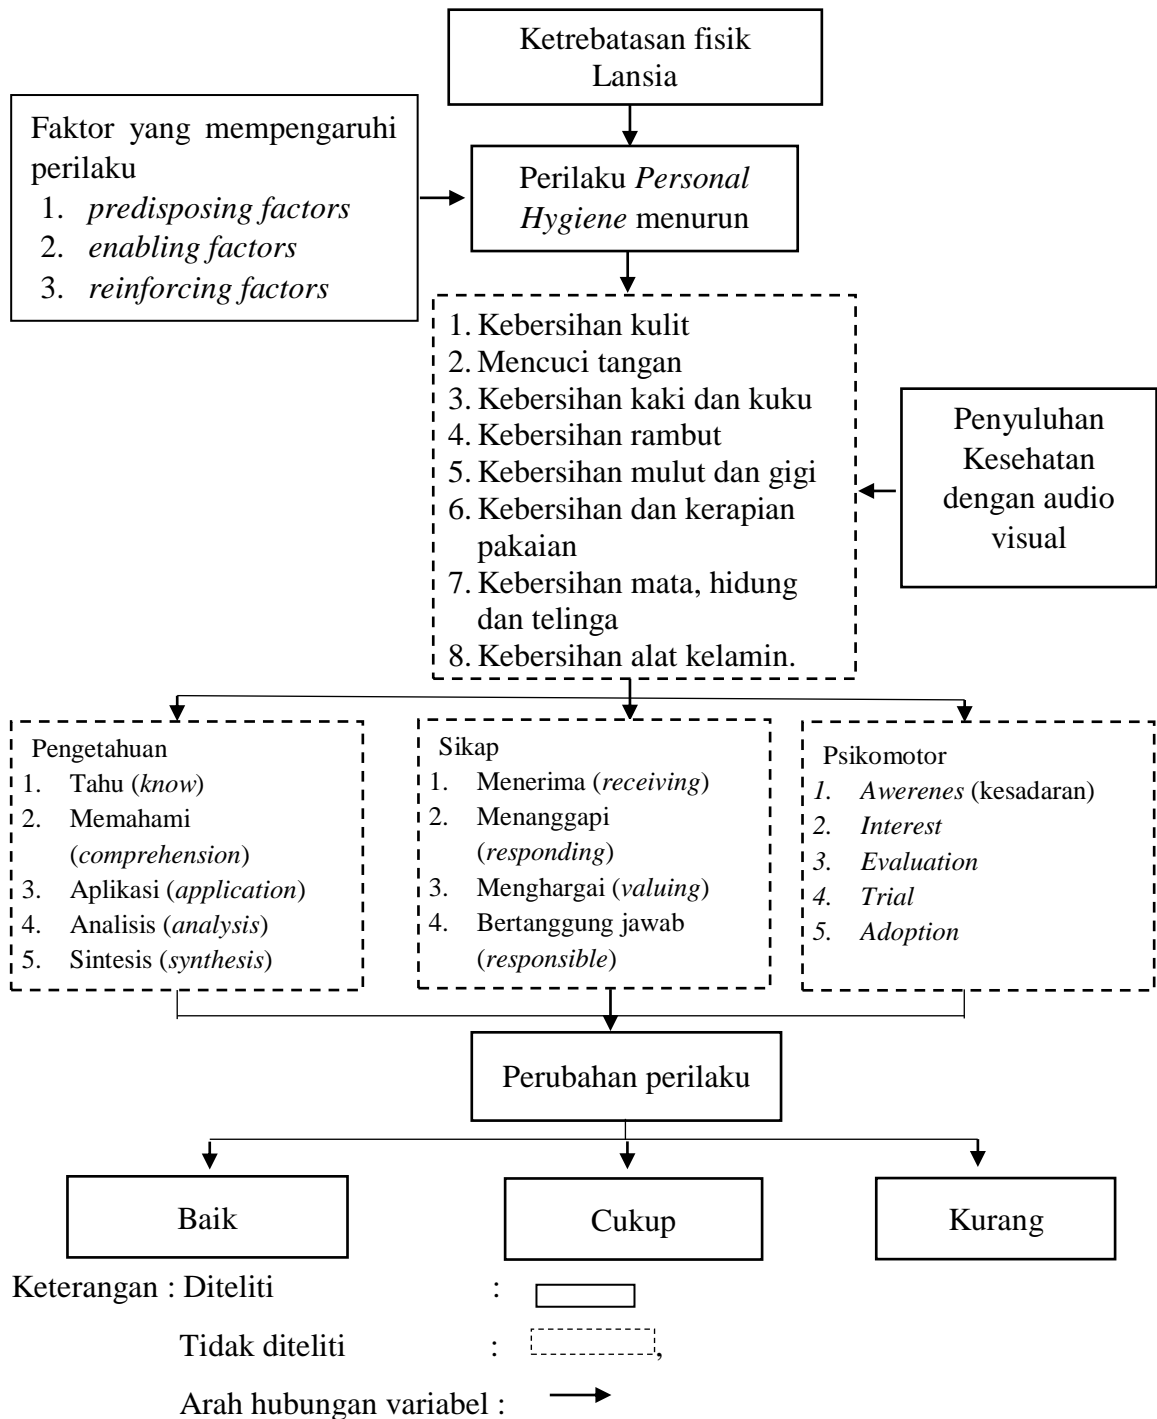 Ketrebatasan fisik
Lansia
Faktor yang mempengaruhi
perilaku
1. predisposing factors
2. enabling factors
3. reinforcing factors
Perilaku Personal
Hygiene menurun
1. Kebersihan kulit
2. Mencuci tangan
3. Kebersihan kaki dan kuku
4. Kebersihan rambut
5. Kebersihan mulut dan gigi
6. Kebersihan dan kerapian
pakaian
7. Kebersihan mata, hidung
dan telinga
8. Kebersihan alat kelamin.
Penyuluhan
Kesehatan
dengan audio
visual
Pengetahuan
1. Tahu (know)
2. Memahami
(comprehension)
3. Aplikasi (application)
4. Analisis (analysis)
5. Sintesis (synthesis)
Sikap
1. Menerima (receiving)
2. Menanggapi
(responding)
3. Menghargai (valuing)
4. Bertanggung jawab
(responsible)
Psikomotor
1. Awerenes (kesadaran)
2. Interest
3. Evaluation
4. Trial
5. Adoption
Perubahan perilaku
Baik
Cukup
Kurang
Keterangan : Diteliti :
Tidak diteliti : ,
Arah hubungan variabel :